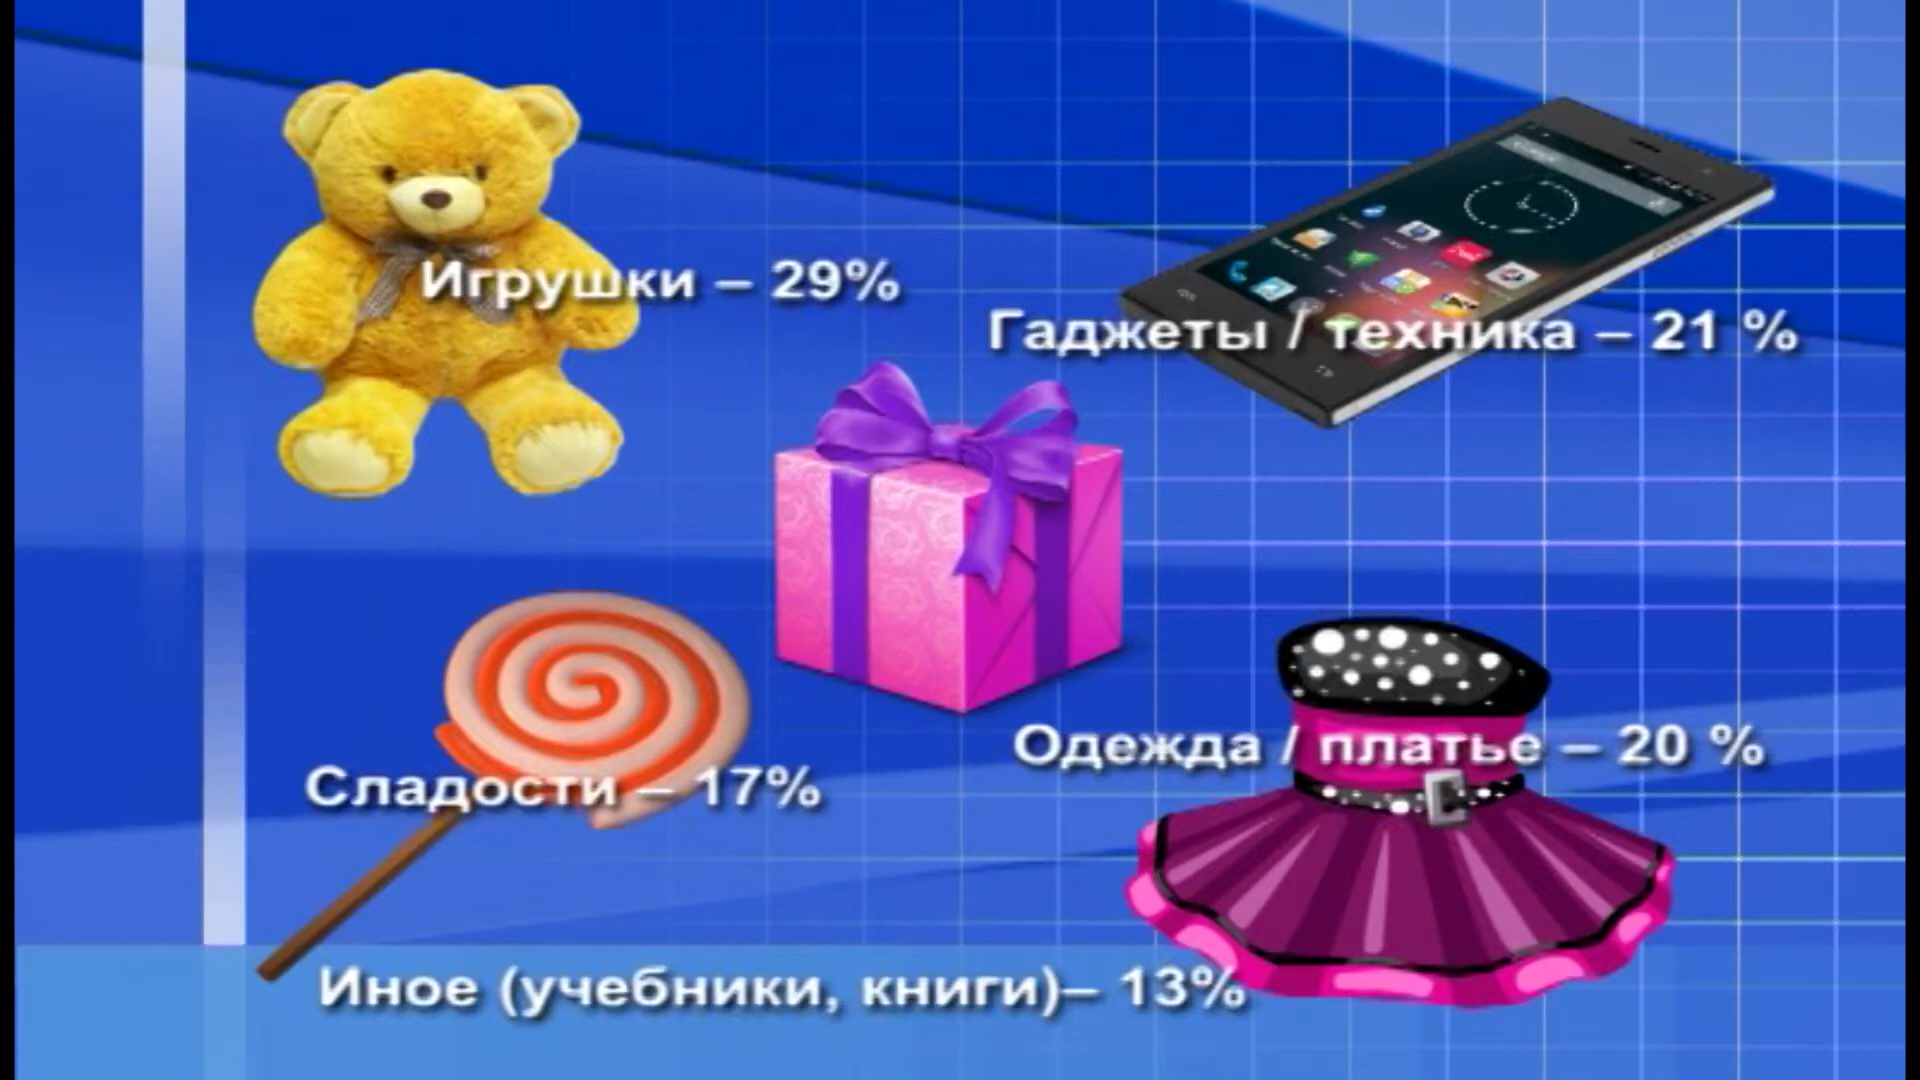 Игрушки – 29%
Гаджеты / техника – 21 %
Сладости – 17%
Одежда / платье – 20 %
Иное (учебники, книги)– 13%